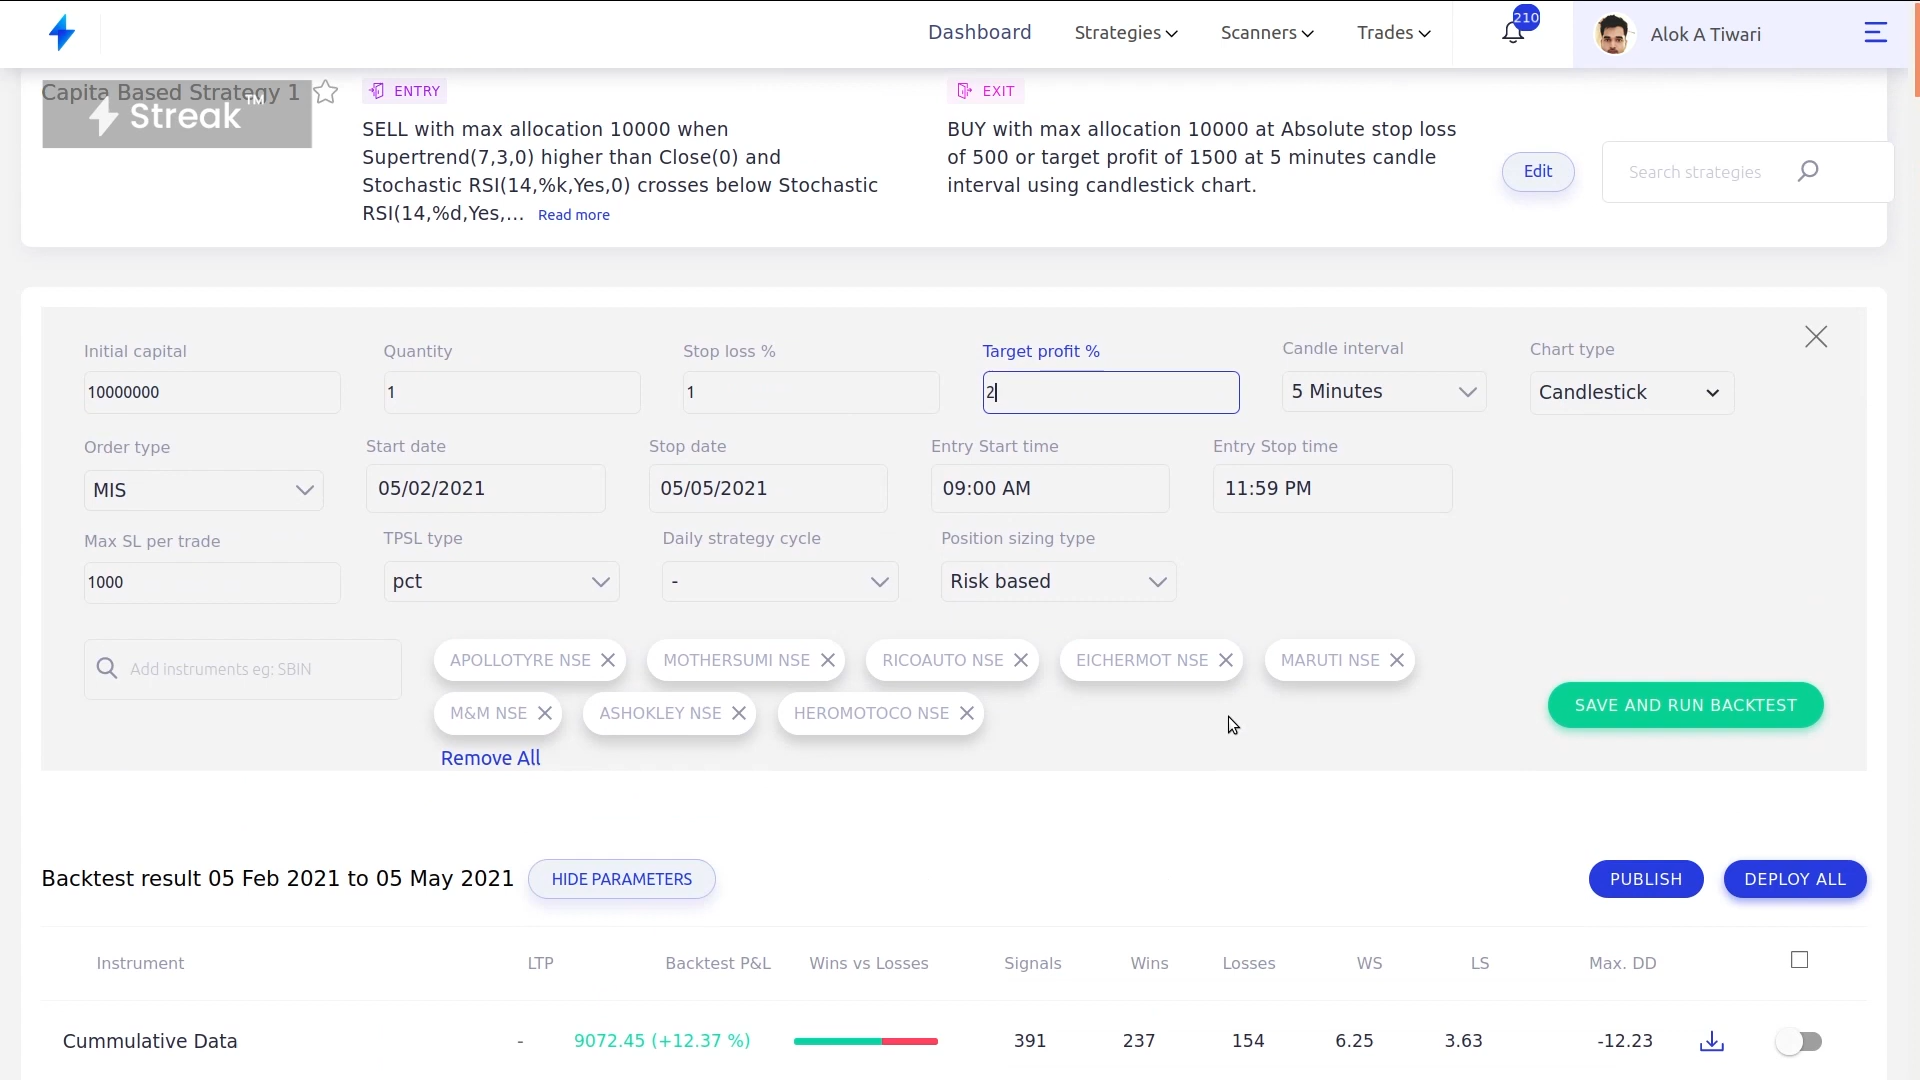 Dashboard Strategies Scanners Trades 210 Alok A Tiwari
Capita Based Strategy 1
Streak™
ENTRY
SELL with max allocation 10000 when
Supertrend(7,3,0) higher than Close(0) and
Stochastic RSI(14,%k,Yes,0) crosses below Stochastic
RSI(14,%d,Yes,... Read more
EXIT
BUY with max allocation 10000 at Absolute stop loss
of 500 or target profit of 1500 at 5 minutes candle
interval using candlestick chart.
Edit
Search strategies
Initial capital Quantity Stop loss % Target profit % Candle interval Chart type
10000000 1 1 2 5 Minutes Candlestick
Order type Start date Stop date Entry Start time Entry Stop time
MIS 05/02/2021 05/05/2021 09:00 AM 11:59 PM
Max SL per trade TPSL type Daily strategy cycle Position sizing type
1000 pct - Risk based
Add instruments eg: SBIN
APOLLOTYRE NSE MOTHERSUMI NSE RICOAUTO NSE EICHERMOT NSE MARUTI NSE
M&M NSE ASHOKLEY NSE HEROMOTOCO NSE
Remove All
SAVE AND RUN BACKTEST
Backtest result 05 Feb 2021 to 05 May 2021 HIDE PARAMETERS PUBLISH DEPLOY ALL
Instrument LTP Backtest P&L Wins vs Losses Signals Wins Losses WS LS Max. DD
Cummulative Data - 9072.45 (+12.37 %) 391 237 154 6.25 3.63 -12.23